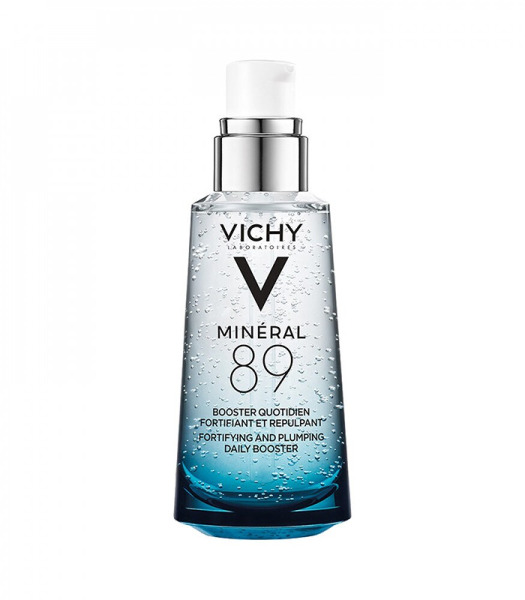 VICHY
LABORATOIRES
V
MINÉRAL
89
BOOSTER QUOTIDIEN
FORTIFIANT ET REPULPANT
FORTIFYING AND PLUMPING
DAILY BOOSTER